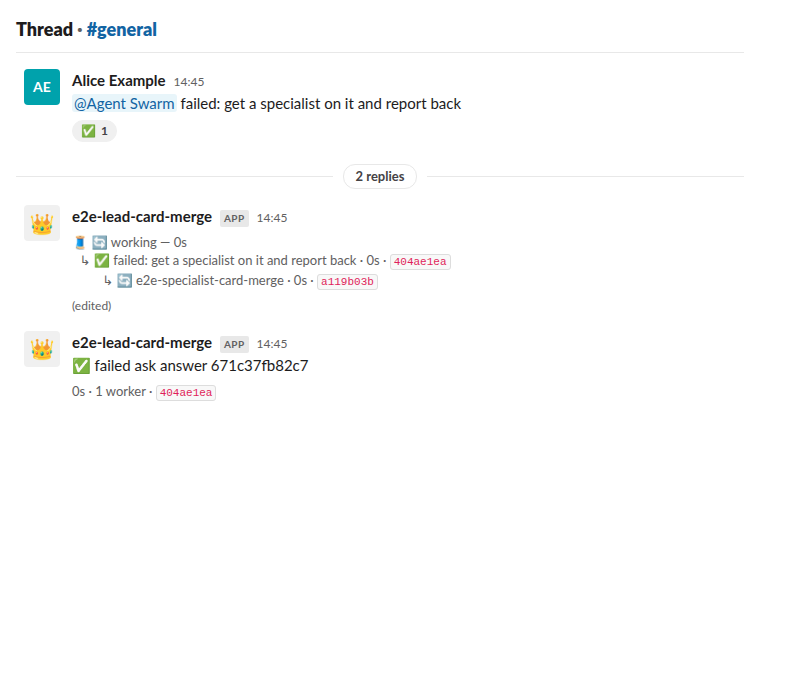 Thread • #general
AE
Alice Example 14:45
@Agent Swarm failed: get a specialist on it and report back
✅ 1
2 replies
e2e-lead-card-merge APP 14:45
🧵 🔄 working — 0s
↳ ✅ failed: get a specialist on it and report back · 0s · 404ae1ea
↳ 🔄 e2e-specialist-card-merge · 0s · a119b03b
(edited)
e2e-lead-card-merge APP 14:45
✅ failed ask answer 671c37fb82c7
0s · 1 worker · 404ae1ea